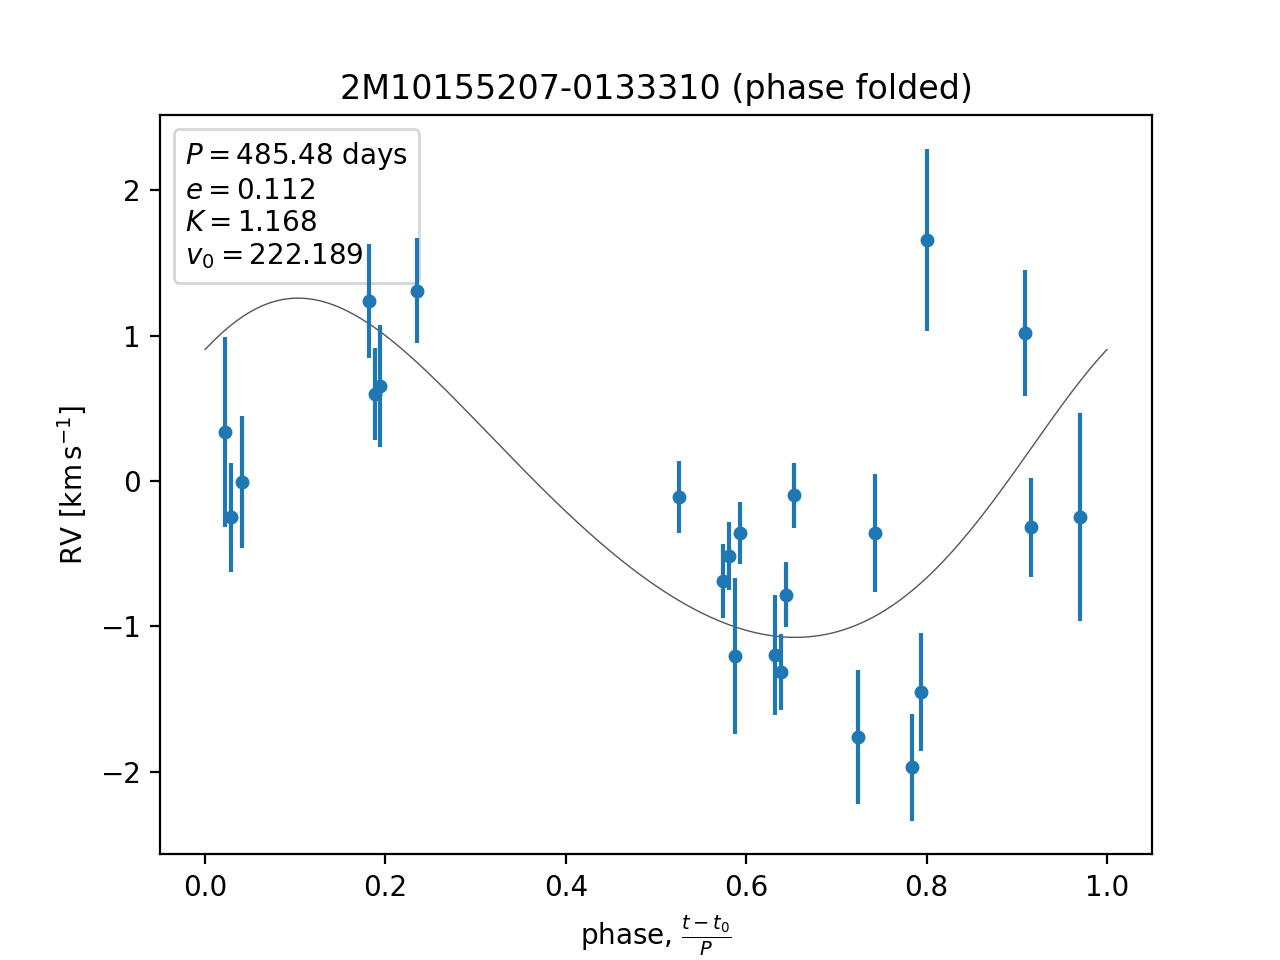 2M10155207-0133310 (phase folded)
P = 485.48 days
e = 0.112
K = 1.168
v₀ = 222.189
2
1
0
−1
−2
RV [km s⁻¹]
0.0 0.2 0.4 0.6 0.8 1.0
phase, (t − t₀)/P